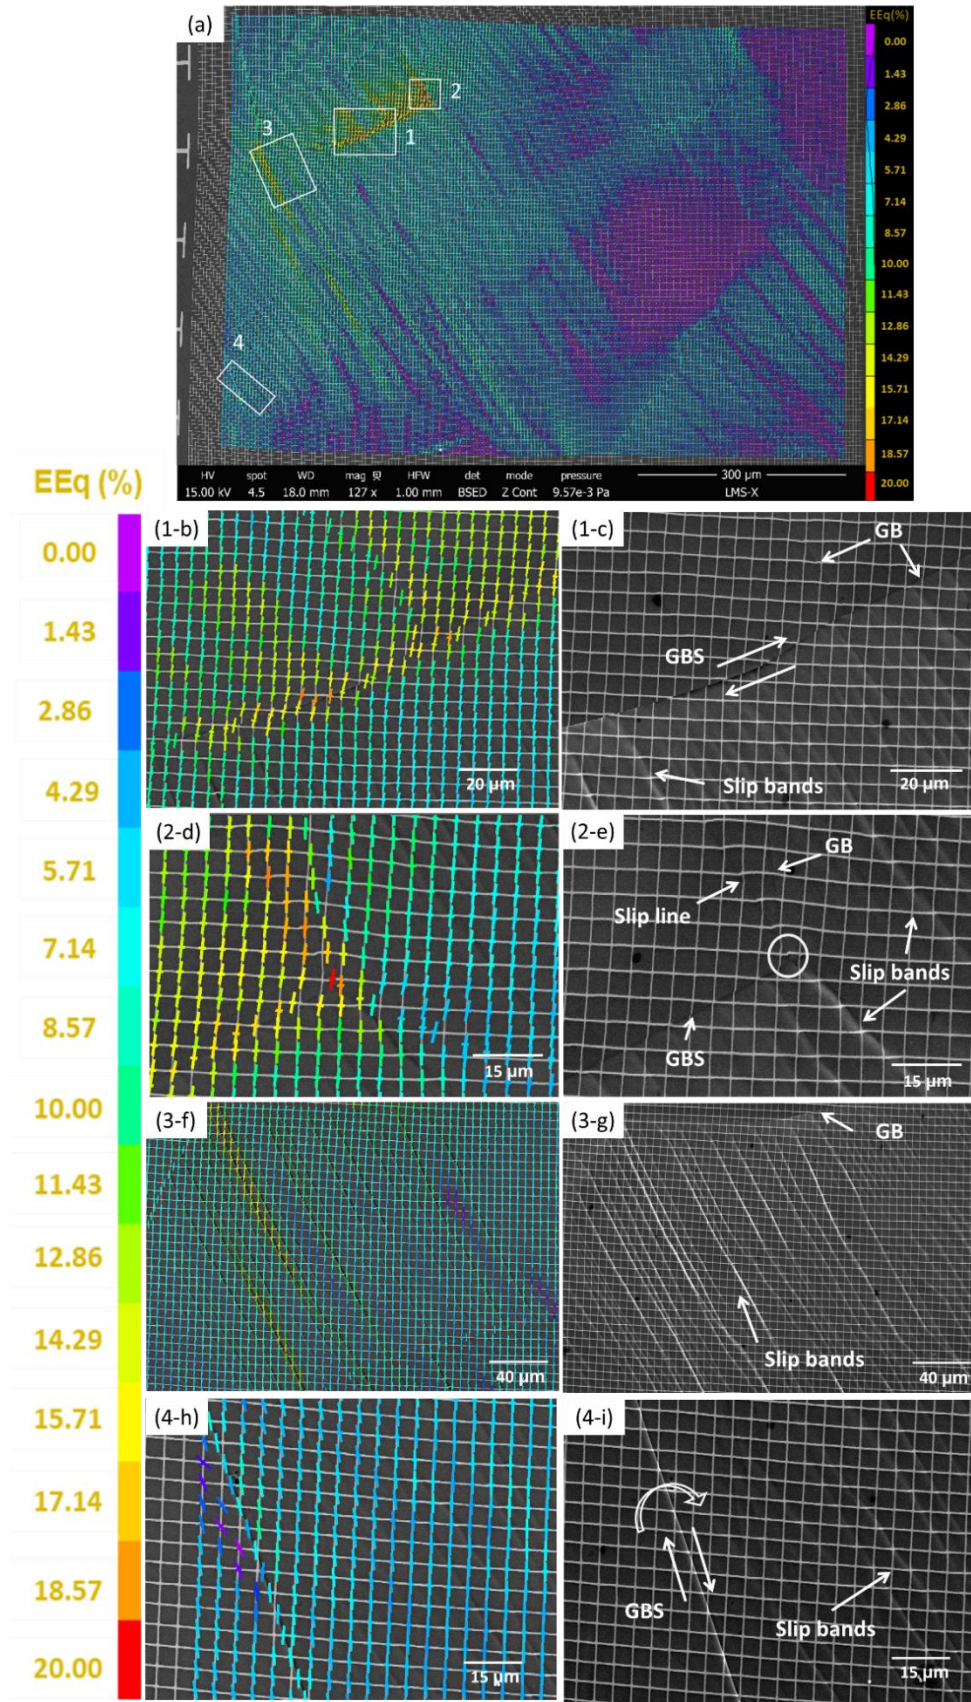 (a)
EEq(%)
0.00
1.43
2.86
4.29
5.71
7.14
8.57
10.00
11.43
12.86
14.29
15.71
17.14
18.57
20.00
1
2
3
4
HV spot WD mag HFW det mode pressure
300 µm
15.00 kV 4.5 18.0 mm 127 x 1.00 mm BSED Z Cont 9.57e-3 Pa LMS-X
EEq (%)
0.00
1.43
2.86
4.29
5.71
7.14
8.57
10.00
11.43
12.86
14.29
15.71
17.14
18.57
20.00
(1-b)
20 µm
(1-c)
GB
GBS
Slip bands
20 µm
(2-d)
15 µm
(2-e)
GB
Slip line
Slip bands
GBS
15 µm
(3-f)
40 µm
(3-g)
GB
Slip bands
40 µm
(4-h)
15 µm
(4-i)
GBS
Slip bands
15 µm